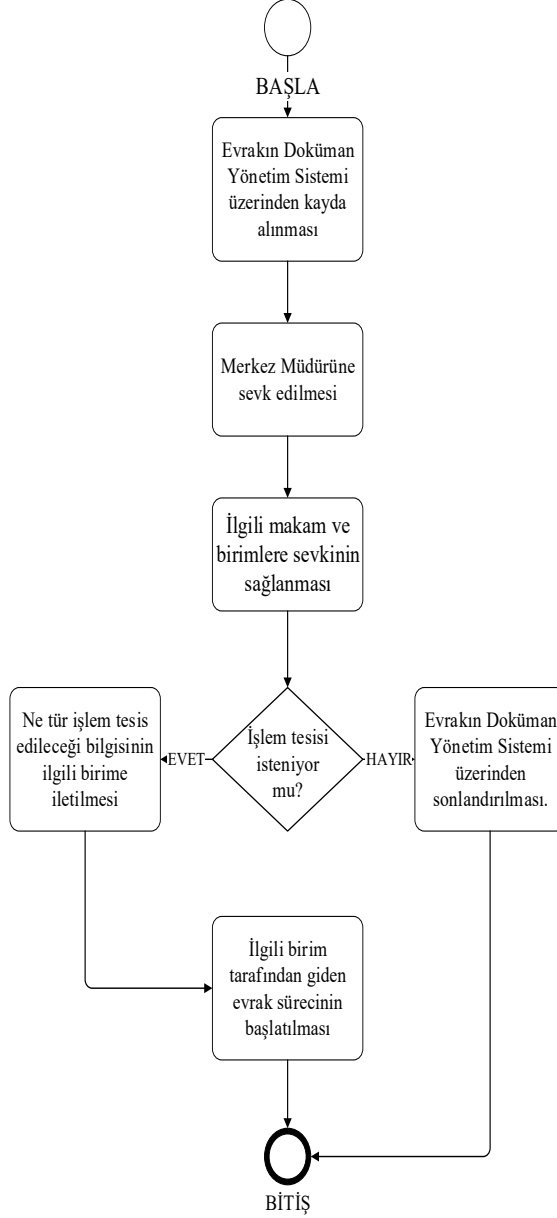 BAŞLA
Evrakın Doküman
Yönetim Sistemi
üzerinden kayda
alınması
Merkez Müdürüne
sevk edilmesi
İlgili makam ve
birimlere sevkinin
sağlanması
Ne tür işlem tesis
edileceği bilgisinin
ilgili birime
iletilmesi
EVET
İşlem tesisi
isteniyor
mu?
HAYIR
Evrakın Doküman
Yönetim Sistemi
üzerinden
sonlandırılması.
İlgili birim
tarafından giden
evrak sürecinin
başlatılması
BİTİŞ